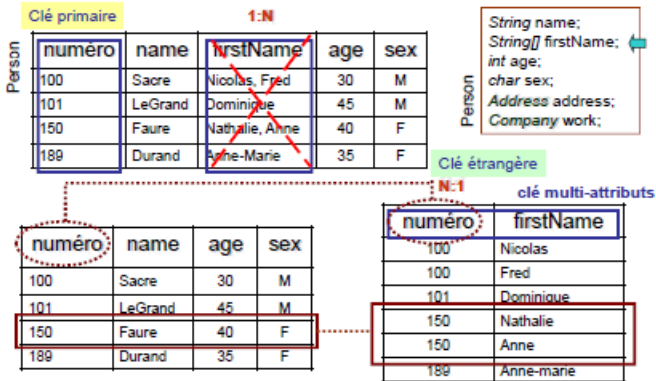 Clé primaire
1:N
Person
numéro name firstName age sex
100 Sacre Nicolas, Fred 30 M
101 LeGrand Dominique 45 M
150 Faure Nathalie, Anne 40 F
189 Durand Anne-Marie 35 F
Person
String name;
String[] firstName;
int age;
char sex;
Address address;
Company work;
Clé étrangère
N:1
clé multi-attributs
numéro name age sex
100 Sacre 30 M
101 LeGrand 45 M
150 Faure 40 F
189 Durand 35 F
numéro firstName
100 Nicolas
100 Fred
101 Dominique
150 Nathalie
150 Anne
189 Anne-marie